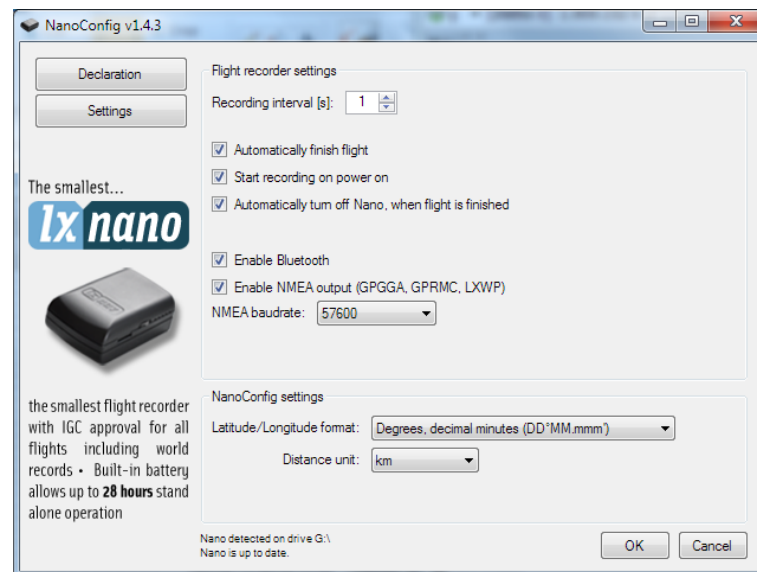 NanoConfig v1.4.3
Declaration
Settings
The smallest...
lx nano
the smallest flight recorder
with IGC approval for all
flights including world
records • Built-in battery
allows up to 28 hours stand
alone operation
Flight recorder settings
Recording interval [s]: 1
Automatically finish flight
Start recording on power on
Automatically turn off Nano, when flight is finished
Enable Bluetooth
Enable NMEA output (GPGGA, GPRMC, LXWP)
NMEA baudrate: 57600
NanoConfig settings
Latitude/Longitude format: Degrees, decimal minutes (DD°MM.mmm')
Distance unit: km
Nano detected on drive G:\
Nano is up to date.
OK Cancel